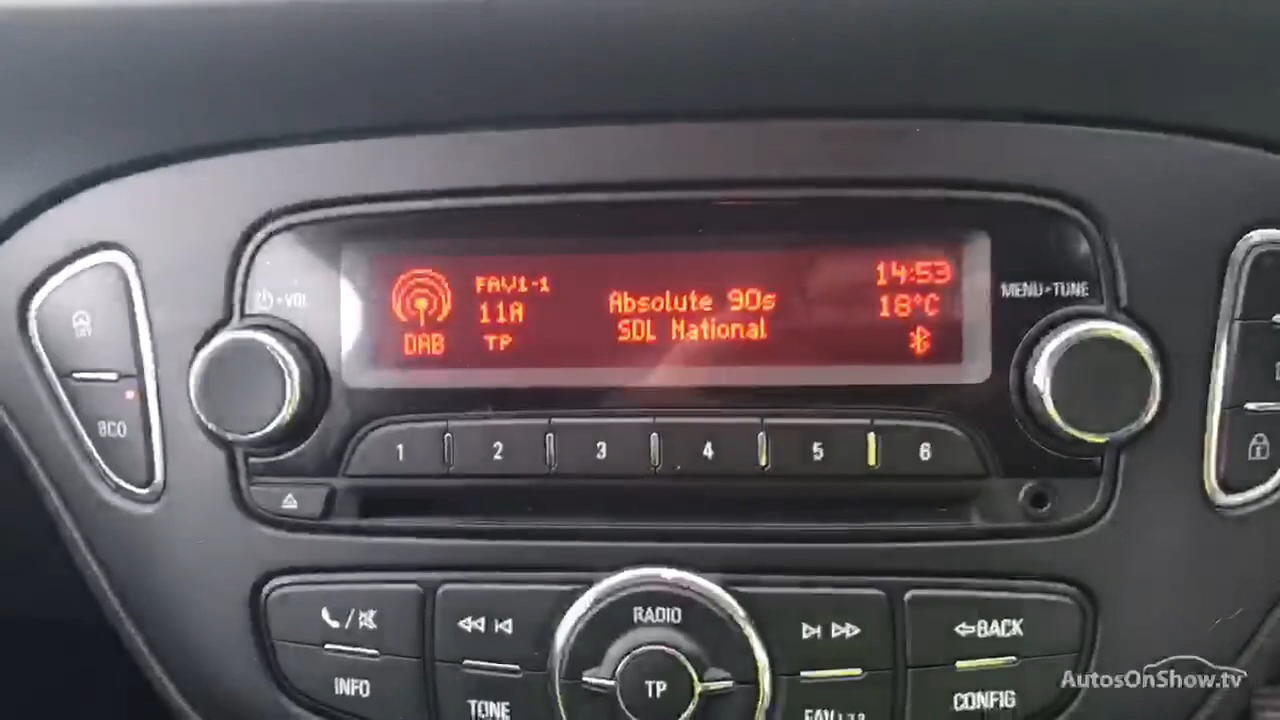 FAV1-1
11A
TP
DAB
Absolute 90s
SDL National
14:53
18°C
VOL
MENU-TUNE
ECO
1 2 3 4 5 6
RADIO
BACK
INFO
TP
TONE
CONFIG
AutosOnShow.tv